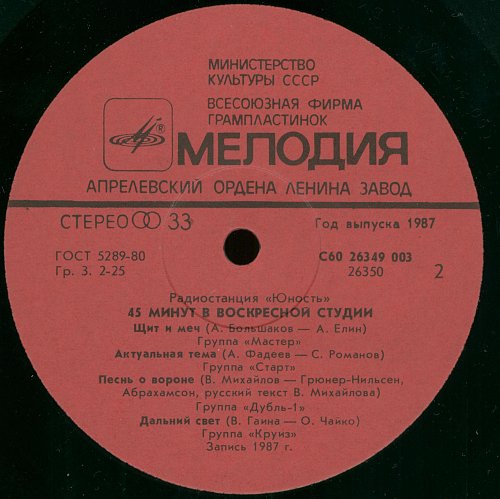 МИНИСТЕРСТВО
КУЛЬТУРЫ СССР
ВСЕСОЮЗНАЯ ФИРМА
ГРАМПЛАСТИНОК
МЕЛОДИЯ
АПРЕЛЕВСКИЙ ОРДЕНА ЛЕНИНА ЗАВОД
СТЕРЕО 33
Год выпуска 1987
ГОСТ 5289-80
Гр. 3. 2-25
С60 26349 003
26350
2
Радиостанция «Юность»
45 МИНУТ В ВОСКРЕСНОЙ СТУДИИ
Щит и меч (А. Большаков — А. Елин)
Группа «Мастер»
Актуальная тема (А. Фадеев — С. Романов)
Группа «Старт»
Песнь о вороне (В. Михайлов — Грюнер-Нильсен,
Абрахамсон, русский текст В. Михайлова)
Группа «Дубль-1»
Дальний свет (В. Гаина — О. Чайко)
Группа «Круиз»
Запись 1987 г.